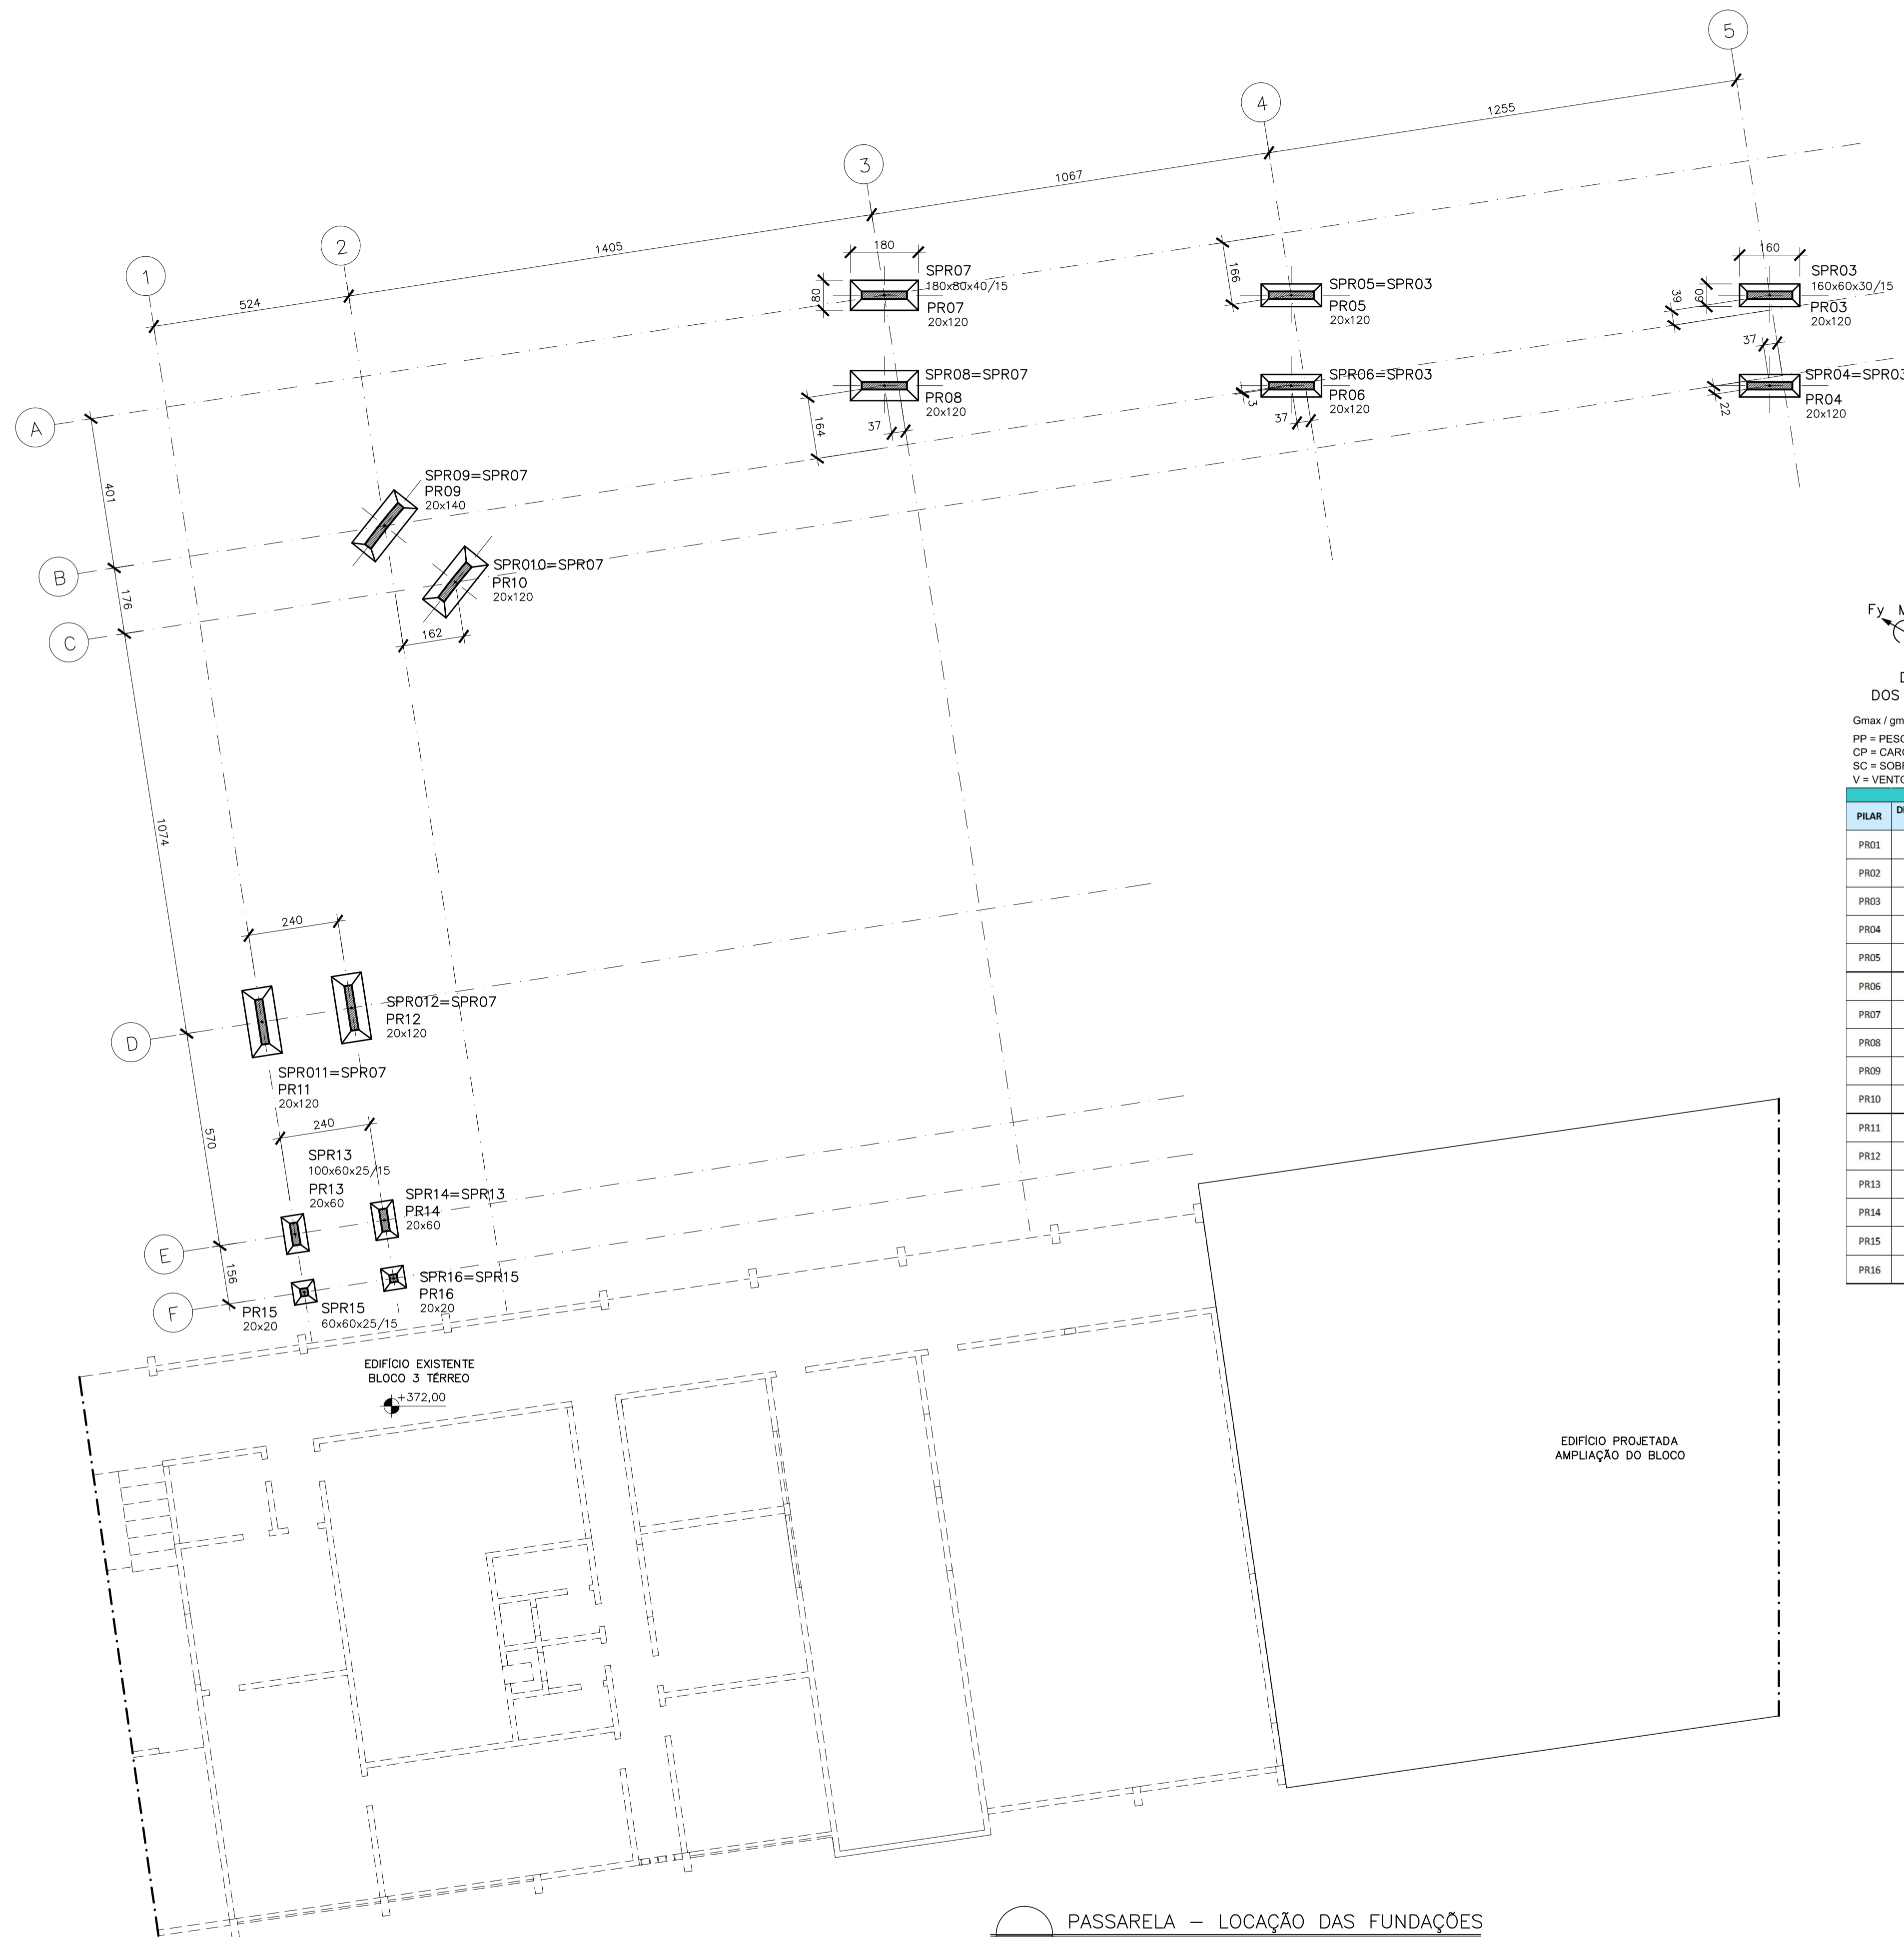 5
4
1255
3
1067
2
1405
1
524
180
80
SPR07
180x80x40/15
PR07
20x120
166
SPR05=SPR03
PR05
20x120
160
60
39
SPR03
160x60x30/15
PR03
20x120
37
SPR08=SPR07
PR08
20x120
164
37
SPR06=SPR03
PR06
20x120
3
37
SPR04=SPR03
PR04
20x120
22
A
401
SPR09=SPR07
PR09
20x140
B
176
SPR010=SPR07
PR10
20x120
C
162
Fy
DOS
Gmax /
PP =
CP =
SC =
V =
PILAR
PR01
PR02
PR03
PR04
PR05
PR06
PR07
PR08
PR09
PR10
PR11
PR12
PR13
PR14
PR15
PR16
1074
240
D
SPR012=SPR07
PR12
20x120
SPR011=SPR07
PR11
20x120
570
240
SPR13
100x60x25/15
PR13
20x60
SPR14=SPR13
PR14
20x60
E
156
F
SPR16=SPR15
PR16
20x20
PR15
20x20
SPR15
60x60x25/15
EDIFÍCIO EXISTENTE
BLOCO 3 TÉRREO
+372,00
EDIFÍCIO PROJETADA
AMPLIAÇÃO DO BLOCO
PASSARELA – LOCAÇÃO DAS FUNDAÇÕES